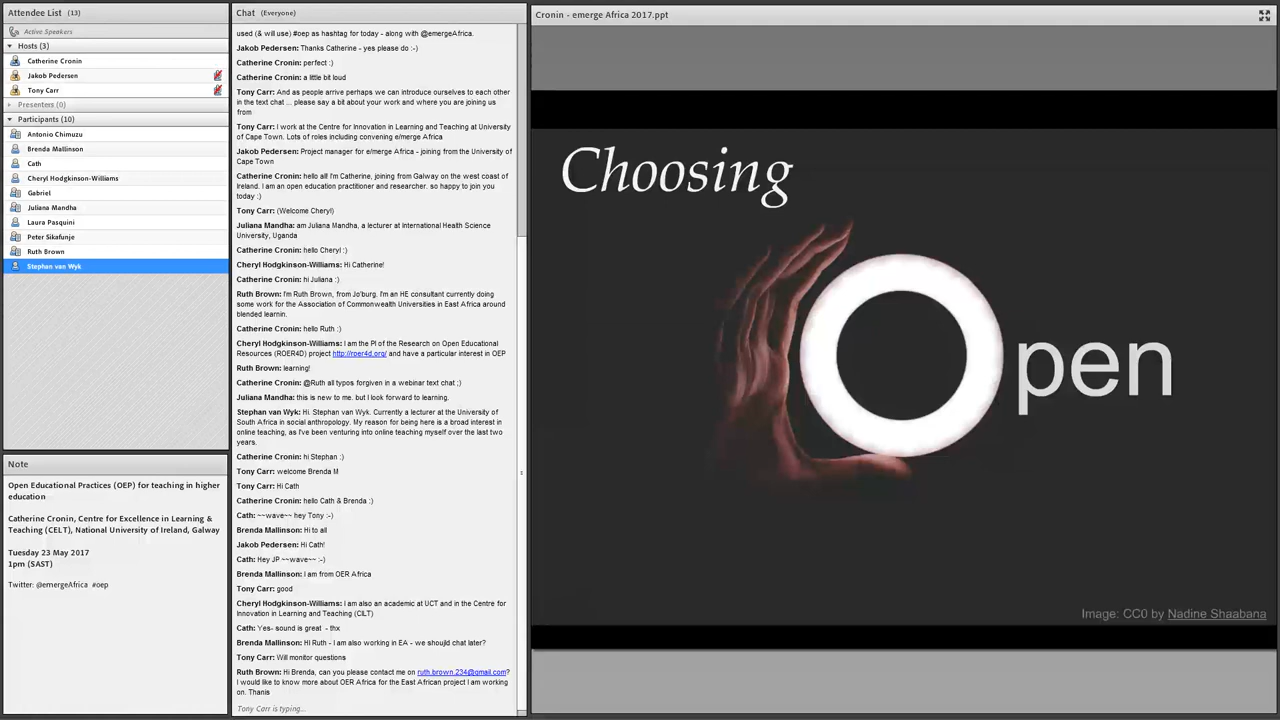 Attendee List (13)
Active Speakers
Hosts (3)
Catherine Cronin
Jakob Pedersen
Tony Carr
Presenters (0)
Participants (10)
Antonio Chimuzu
Brenda Mallinson
Cath
Cheryl Hodgkinson-Williams
Gabriel
Juliana Mandha
Laura Pasquini
Peter Sikafunje
Ruth Brown
Stephan van Wyk
Note
Open Educational Practices (OEP) for teaching in higher
education
Catherine Cronin, Centre for Excellence in Learning &
Teaching (CELT), National University of Ireland, Galway
Tuesday 23 May 2017
1pm (SAST)
Twitter: @emergeAfrica #oep
Chat (Everyone)
used (& will use) #oep as hashtag for today - along with @emergeAfrica.
Jakob Pedersen: Thanks Catherine - yes please do :-)
Catherine Cronin: perfect :)
Catherine Cronin: a little bit loud
Tony Carr: And as people arrive perhaps we can introduce ourselves to each other
in the text chat ... please say a bit about your work and where you are joining us
from
Tony Carr: I work at the Centre for Innovation in Learning and Teaching at University
of Cape Town. Lots of roles including convening e/merge Africa
Jakob Pedersen: Project manager for e/merge Africa - joining from the University of
Cape Town
Catherine Cronin: hello all! I'm Catherine, joining from Galway on the west coast of
Ireland. I am an open education practitioner and researcher. so happy to join you
today :)
Tony Carr: (Welcome Cheryl)
Juliana Mandha: am Juliana Mandha, a lecturer at International Health Science
University, Uganda
Catherine Cronin: hello Cheryl :)
Cheryl Hodgkinson-Williams: Hi Catherine!
Catherine Cronin: hi Juliana :)
Ruth Brown: I'm Ruth Brown, from Jo'burg. I'm an HE consultant currently doing
some work for the Association of Commonwealth Universities in East Africa around
blended learnin.
Catherine Cronin: hello Ruth :)
Cheryl Hodgkinson-Williams: I am the PI of the Research on Open Educational
Resources (ROER4D) project http://roer4d.org/ and have a particular interest in OEP
Ruth Brown: learning!
Catherine Cronin: @Ruth all typos forgiven in a webinar text chat ;)
Juliana Mandha: this is new to me. but I look forward to learning.
Stephan van Wyk: Hi. Stephan van Wyk. Currently a lecturer at the University of
South Africa in social anthropology. My reason for being here is a broad interest in
online teaching, as I've been venturing into online teaching myself over the last two
years.
Catherine Cronin: hi Stephan :)
Tony Carr: welcome Brenda M
Tony Carr: Hi Cath
Catherine Cronin: hello Cath & Brenda :)
Cath: ~~wave~~ hey Tony :-)
Brenda Mallinson: Hi to all
Jakob Pedersen: Hi Cath!
Cath: Hey JP ~~wave~~ :-)
Brenda Mallinson: I am from OER Africa
Tony Carr: good
Cheryl Hodgkinson-Williams: I am also an academic at UCT and in the Centre for
Innovation in Learning and Teaching (CILT)
Cath: Yes- sound is great - thx
Brenda Mallinson: HI Ruth - I am also working in EA - we shoujld chat later?
Tony Carr: Will monitor questions
Ruth Brown: Hi Brenda, can you please contact me on ruth.brown.234@gmail.com?
I would like to know more about OER Africa for the East African project I am working
on. Thanis
Tony Carr is typing...
Cronin - emerge Africa 2017.ppt
Choosing
Open
Image: CC0 by Nadine Shaabana